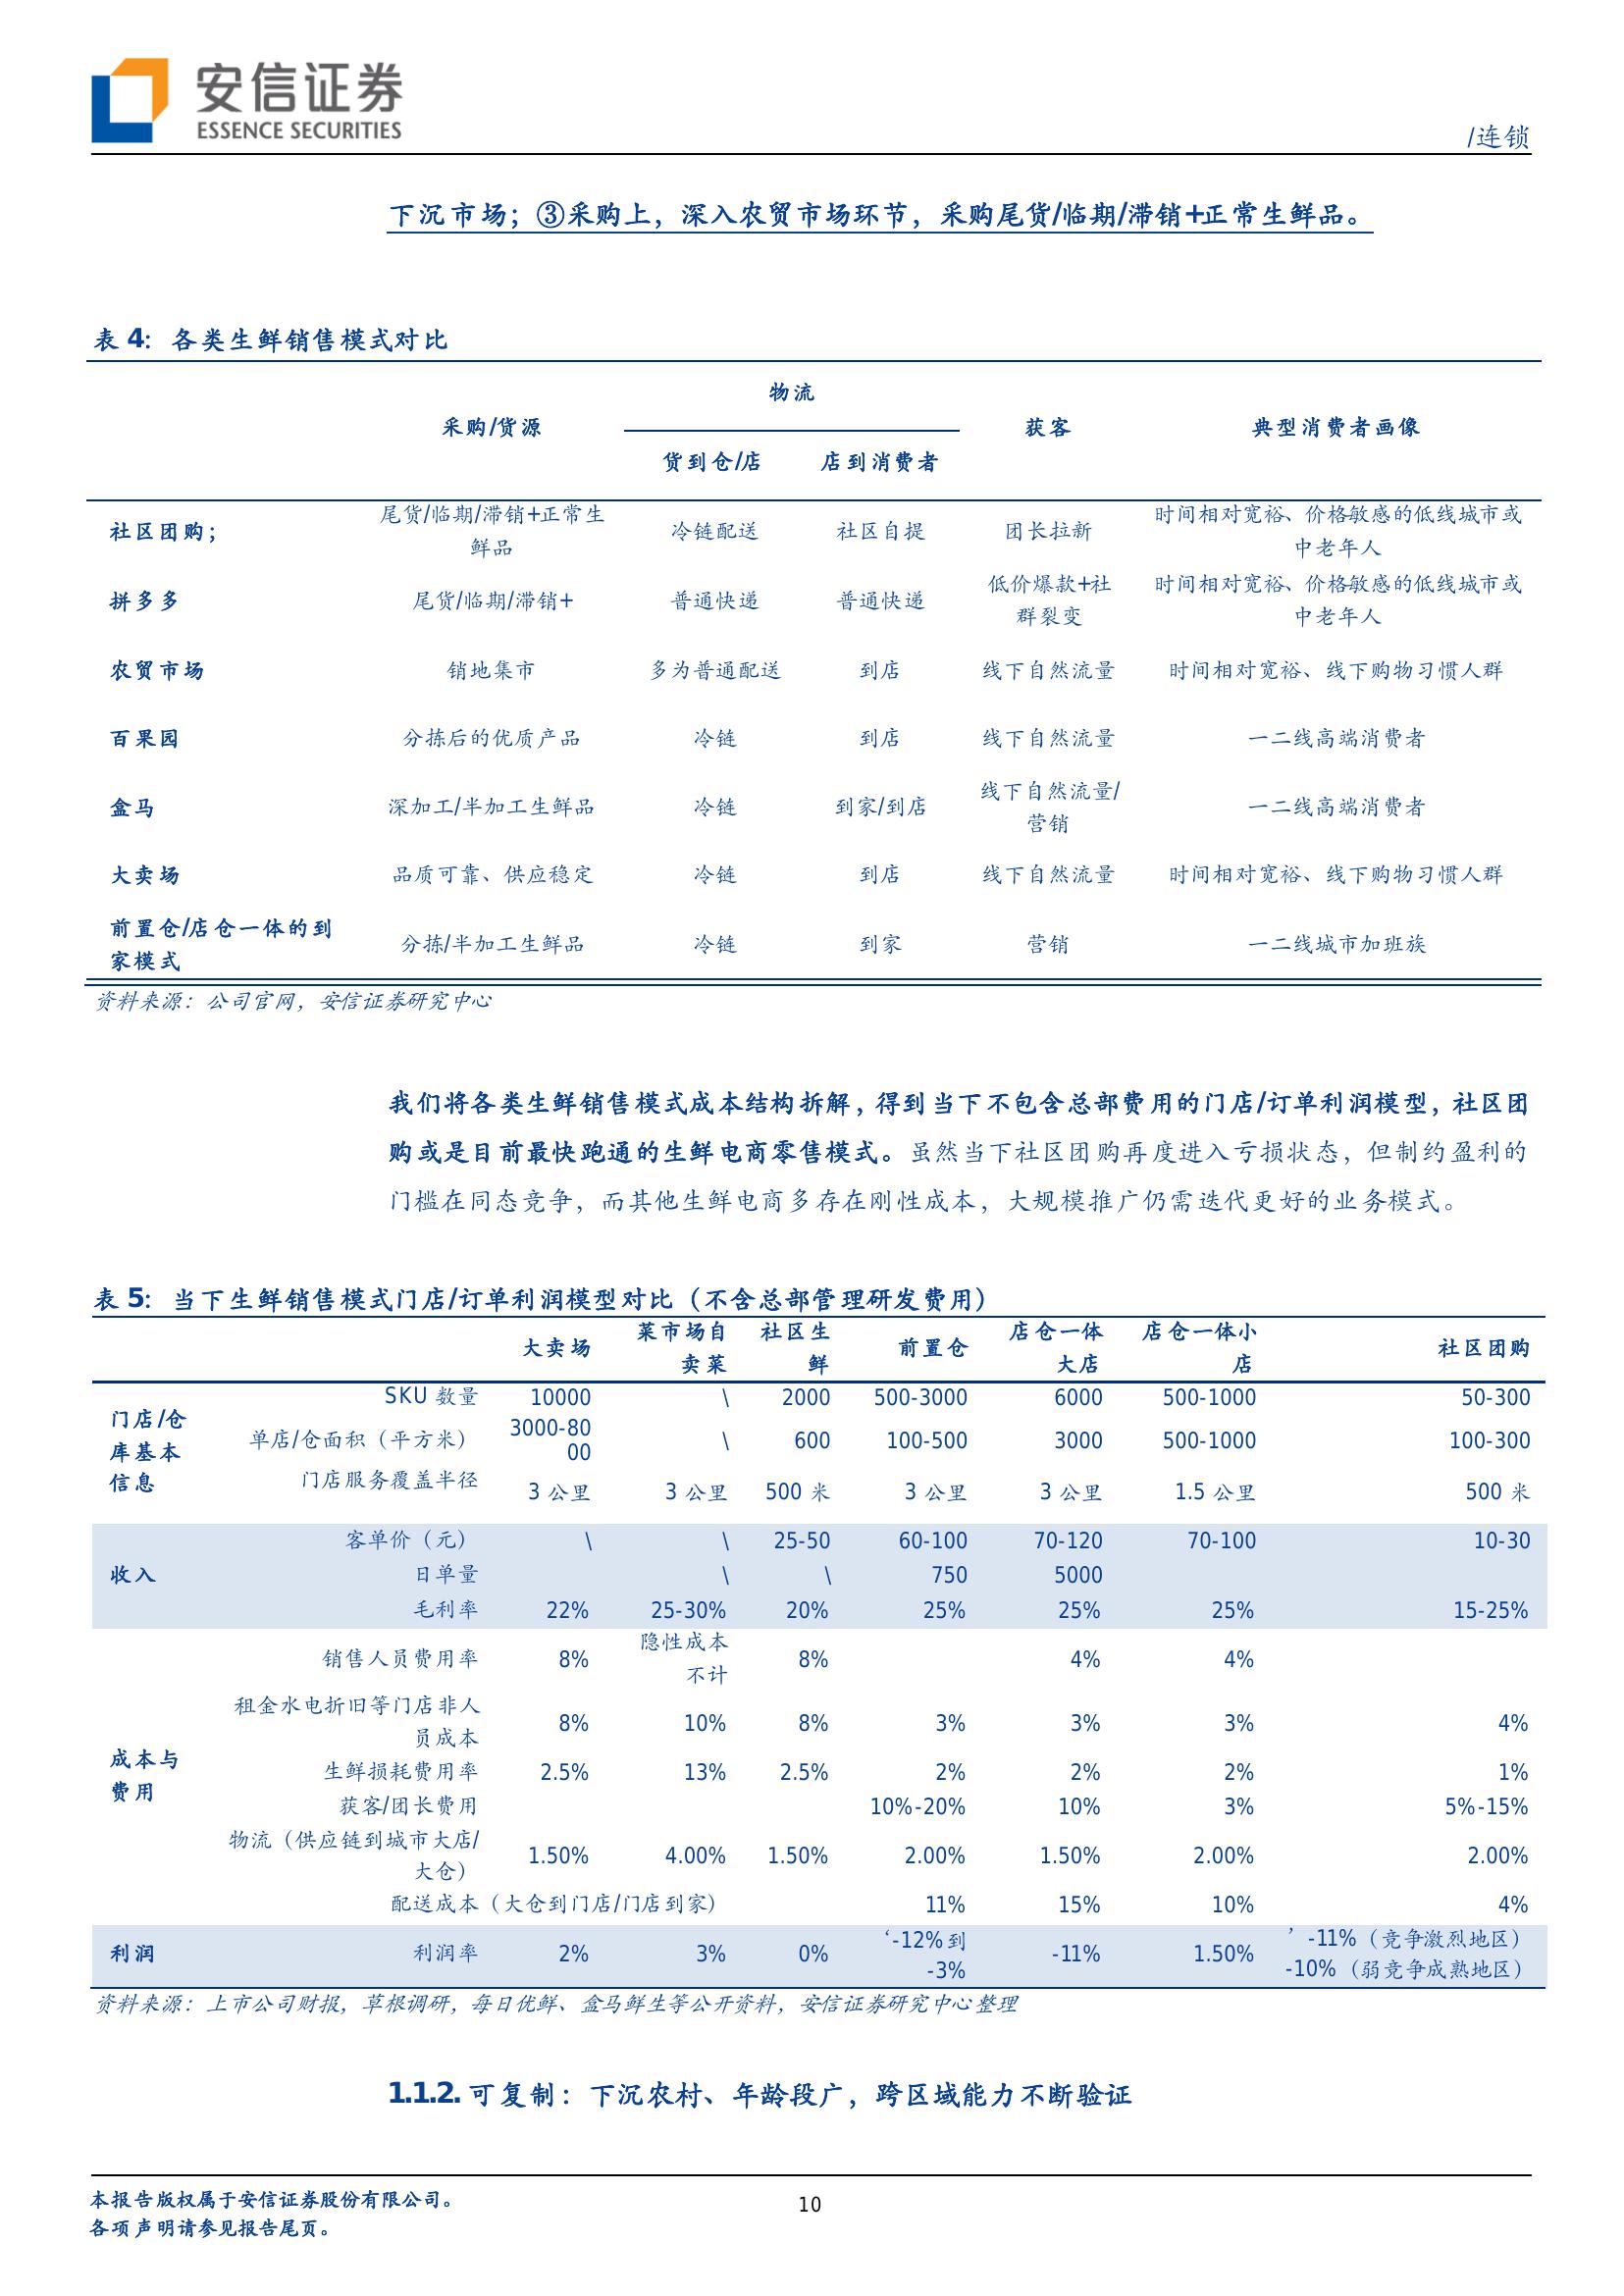 安信证券
ESSENCE SECURITIES
/连锁
下沉市场；③采购上，深入农贸市场环节，采购尾货/临期/滞销+正常生鲜品。
表 4：各类生鲜销售模式对比
采购/货源 物流 获客 典型消费者画像
货到仓/店 店到消费者
社区团购； 尾货/临期/滞销+正常生鲜品 冷链配送 社区自提 团长拉新 时间相对宽裕、价格敏感的低线城市或中老年人
拼多多 尾货/临期/滞销+ 普通快递 普通快递 低价爆款+社群裂变 时间相对宽裕、价格敏感的低线城市或中老年人
农贸市场 销地集市 多为普通配送 到店 线下自然流量 时间相对宽裕、线下购物习惯人群
百果园 分拣后的优质产品 冷链 到店 线下自然流量 一二线高端消费者
盒马 深加工/半加工生鲜品 冷链 到家/到店 线下自然流量/营销 一二线高端消费者
大卖场 品质可靠、供应稳定 冷链 到店 线下自然流量 时间相对宽裕、线下购物习惯人群
前置仓/店仓一体的到家模式 分拣/半加工生鲜品 冷链 到家 营销 一二线城市加班族
资料来源：公司官网，安信证券研究中心
我们将各类生鲜销售模式成本结构拆解，得到当下不包含总部费用的门店/订单利润模型，社区团
购或是目前最快跑通的生鲜电商零售模式。虽然当下社区团购再度进入亏损状态，但制约盈利的
门槛在同态竞争，而其他生鲜电商多存在刚性成本，大规模推广仍需迭代更好的业务模式。
表 5：当下生鲜销售模式门店/订单利润模型对比（不含总部管理研发费用）
大卖场 菜市场自卖菜 社区生鲜 前置仓 店仓一体大店 店仓一体小店 社区团购
门店/仓库基本信息 SKU 数量 10000 \ 2000 500-3000 6000 500-1000 50-300
单店/仓面积（平方米） 3000-8000 \ 600 100-500 3000 500-1000 100-300
门店服务覆盖半径 3 公里 3 公里 500 米 3 公里 3 公里 1.5 公里 500 米
收入 客单价（元） \ \ 25-50 60-100 70-120 70-100 10-30
日单量 \ \ 750 5000
毛利率 22% 25-30% 20% 25% 25% 25% 15-25%
成本与费用 销售人员费用率 8% 隐性成本不计 8% 4% 4%
租金水电折旧等门店非人员成本 8% 10% 8% 3% 3% 3% 4%
生鲜损耗费用率 2.5% 13% 2.5% 2% 2% 2% 1%
获客/团长费用 10%-20% 10% 3% 5%-15%
物流（供应链到城市大店/大仓） 1.50% 4.00% 1.50% 2.00% 1.50% 2.00% 2.00%
配送成本（大仓到门店/门店到家） 11% 15% 10% 4%
利润 利润率 2% 3% 0% ‘-12%到-3% -11% 1.50% ’ -11%（竞争激烈地区）
-10%（弱竞争成熟地区）
资料来源：上市公司财报，草根调研，每日优鲜、盒马鲜生等公开资料，安信证券研究中心整理
1.1.2. 可复制：下沉农村、年龄段广，跨区域能力不断验证
本报告版权属于安信证券股份有限公司。
各项声明请参见报告尾页。
10